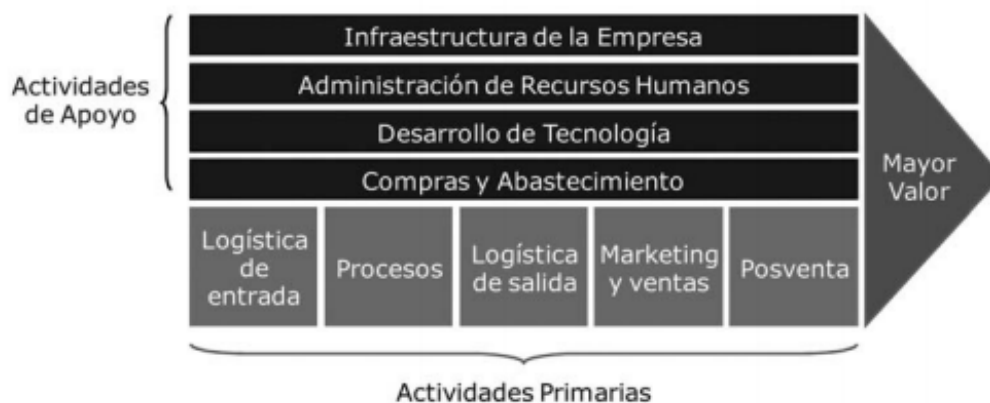 Infraestructura de la Empresa
Administración de Recursos Humanos
Desarrollo de Tecnología
Compras y Abastecimiento
Actividades
de Apoyo
Logística
de
entrada
Procesos
Logística
de salida
Marketing
y ventas
Posventa
Mayor
Valor
Actividades Primarias